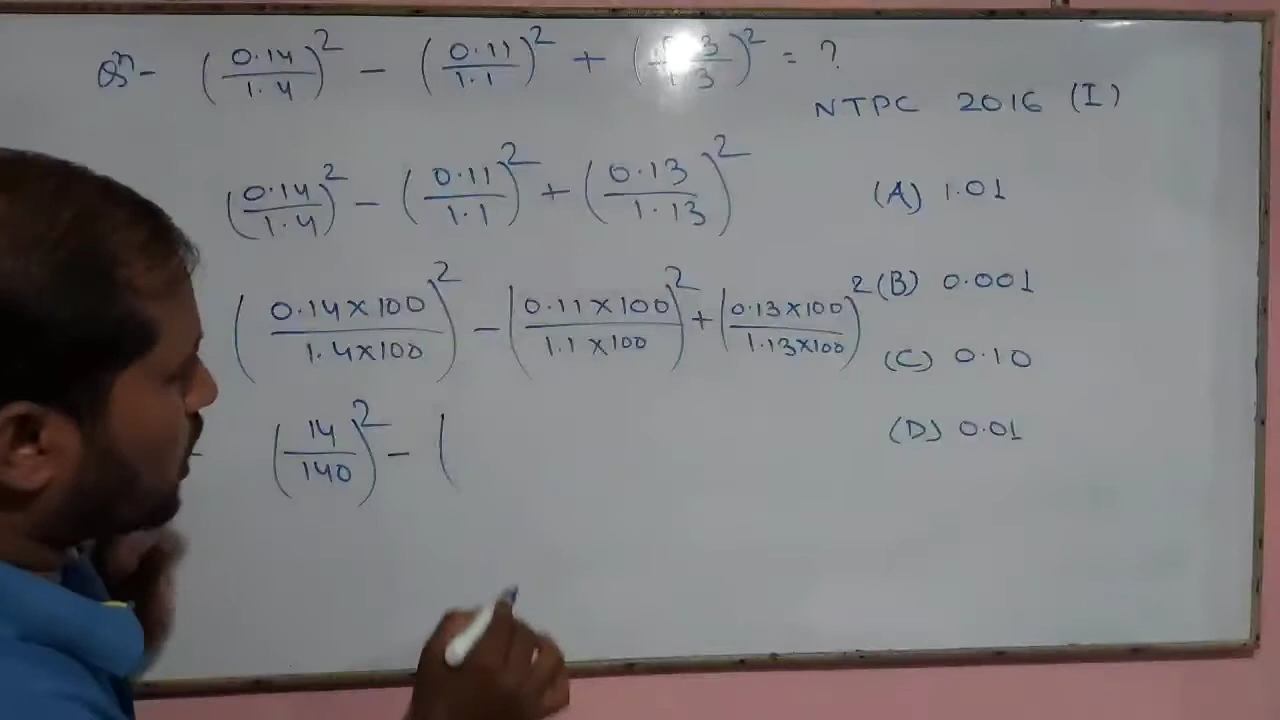 Qn- (0.14/1.4)² - (0.11/1.1)² + ( 3/1 3)² = ?
NTPC 2016 (I)
(0.14/1.4)² - (0.11/1.1)² + (0.13/1.13)²
(A) 1.01
(0.14×100/1.4×100)² - (0.11×100/1.1×100)² + (0.13×100/1.13×100)²
(B) 0.001
(C) 0.10
(14/140)² - (
(D) 0.01